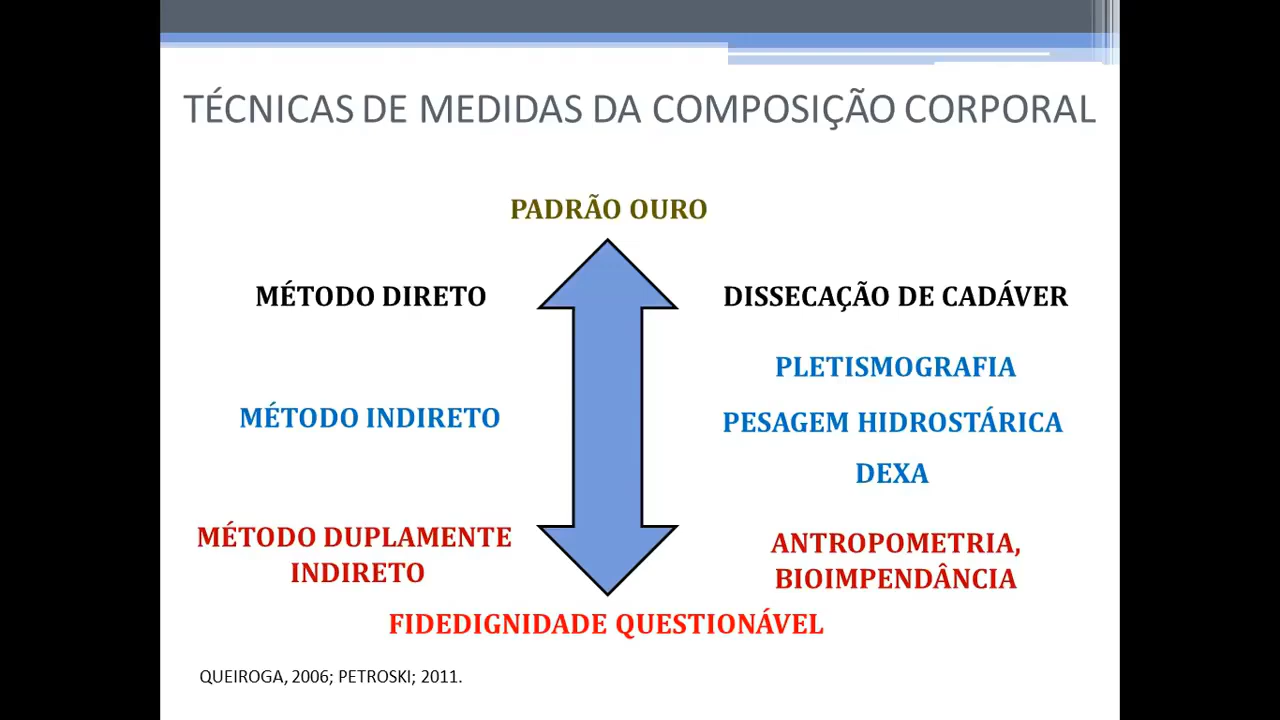 TÉCNICAS DE MEDIDAS DA COMPOSIÇÃO CORPORAL
PADRÃO OURO
MÉTODO DIRETO
DISSECAÇÃO DE CADÁVER
PLETISMOGRAFIA
MÉTODO INDIRETO
PESAGEM HIDROSTÁRICA
DEXA
MÉTODO DUPLAMENTE
INDIRETO
ANTROPOMETRIA,
BIOIMPENDÂNCIA
FIDEDIGNIDADE QUESTIONÁVEL
QUEIROGA, 2006; PETROSKI; 2011.